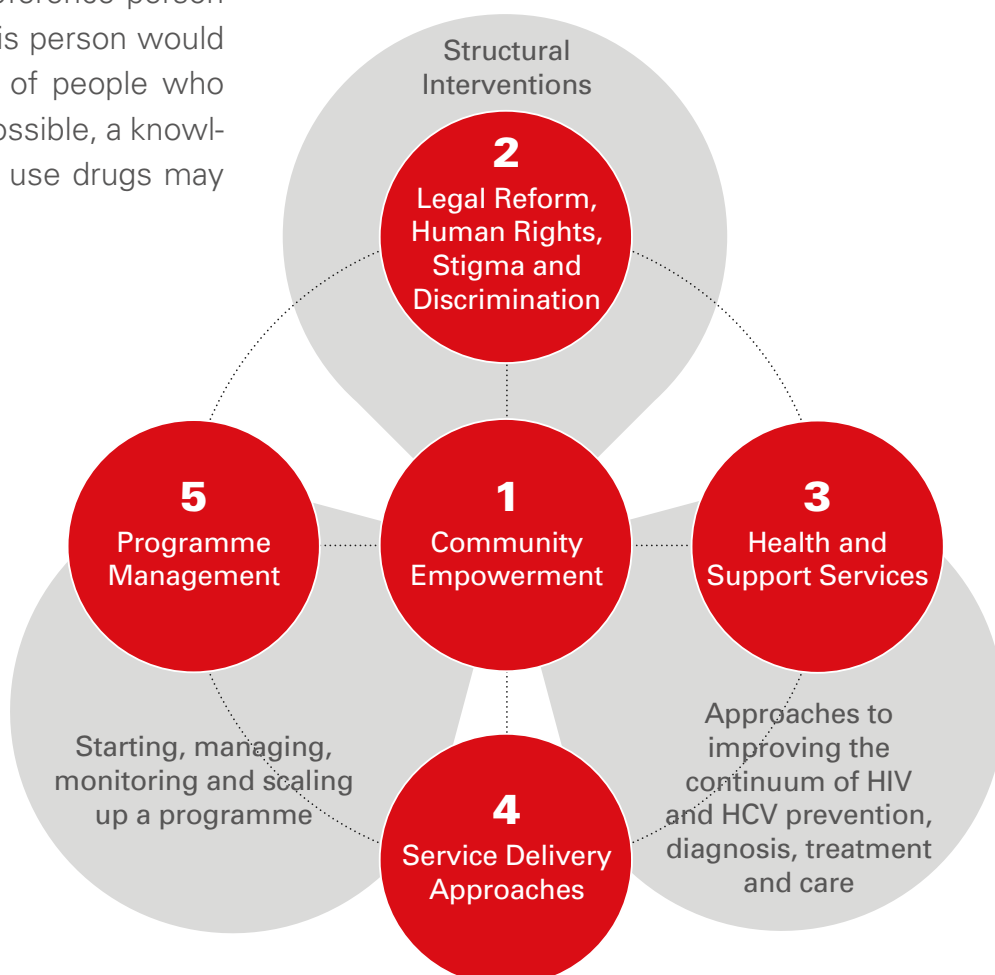 erence person
is person would
of people who
ossible, a knowl-
use drugs may
Structural
Interventions
2
Legal Reform,
Human Rights,
Stigma and
Discrimination
5
Programme
Management
1
Community
Empowerment
3
Health and
Support Services
Starting, managing,
monitoring and scaling
up a programme
4
Service Delivery
Approaches
Approaches to
improving the
continuum of HIV
and HCV prevention,
diagnosis, treatment
and care